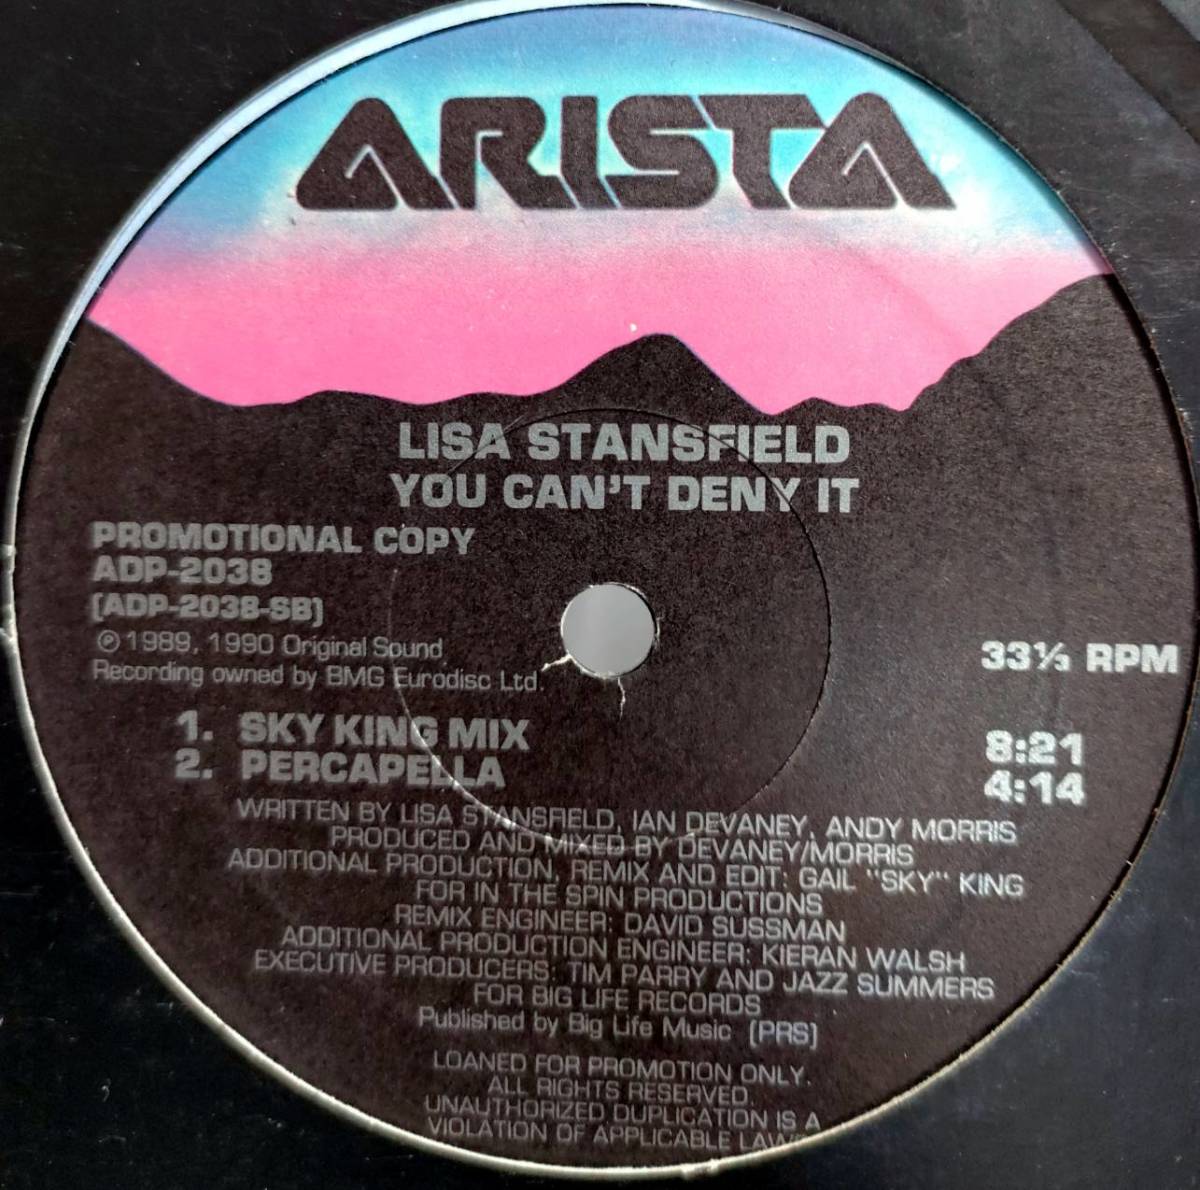 ARISTA
LISA STANSFIELD
YOU CAN'T DENY IT
PROMOTIONAL COPY
ADP-2038
(ADP-2038-SB)
℗ 1989, 1990 Original Sound
Recording owned by BMG Eurodisc Ltd.
33⅓ RPM
1. SKY KING MIX 8:21
2. PERCAPELLA 4:14
WRITTEN BY LISA STANSFIELD, IAN DEVANEY, ANDY MORRIS
PRODUCED AND MIXED BY DEVANEY/MORRIS
ADDITIONAL PRODUCTION, REMIX AND EDIT: GAIL "SKY" KING
FOR IN THE SPIN PRODUCTIONS
REMIX ENGINEER: DAVID SUSSMAN
ADDITIONAL PRODUCTION ENGINEER: KIERAN WALSH
EXECUTIVE PRODUCERS: TIM PARRY AND JAZZ SUMMERS
FOR BIG LIFE RECORDS
Published by Big Life Music (PRS)
LOANED FOR PROMOTION ONLY.
ALL RIGHTS RESERVED.
UNAUTHORIZED DUPLICATION IS A
VIOLATION OF APPLICABLE LAWS